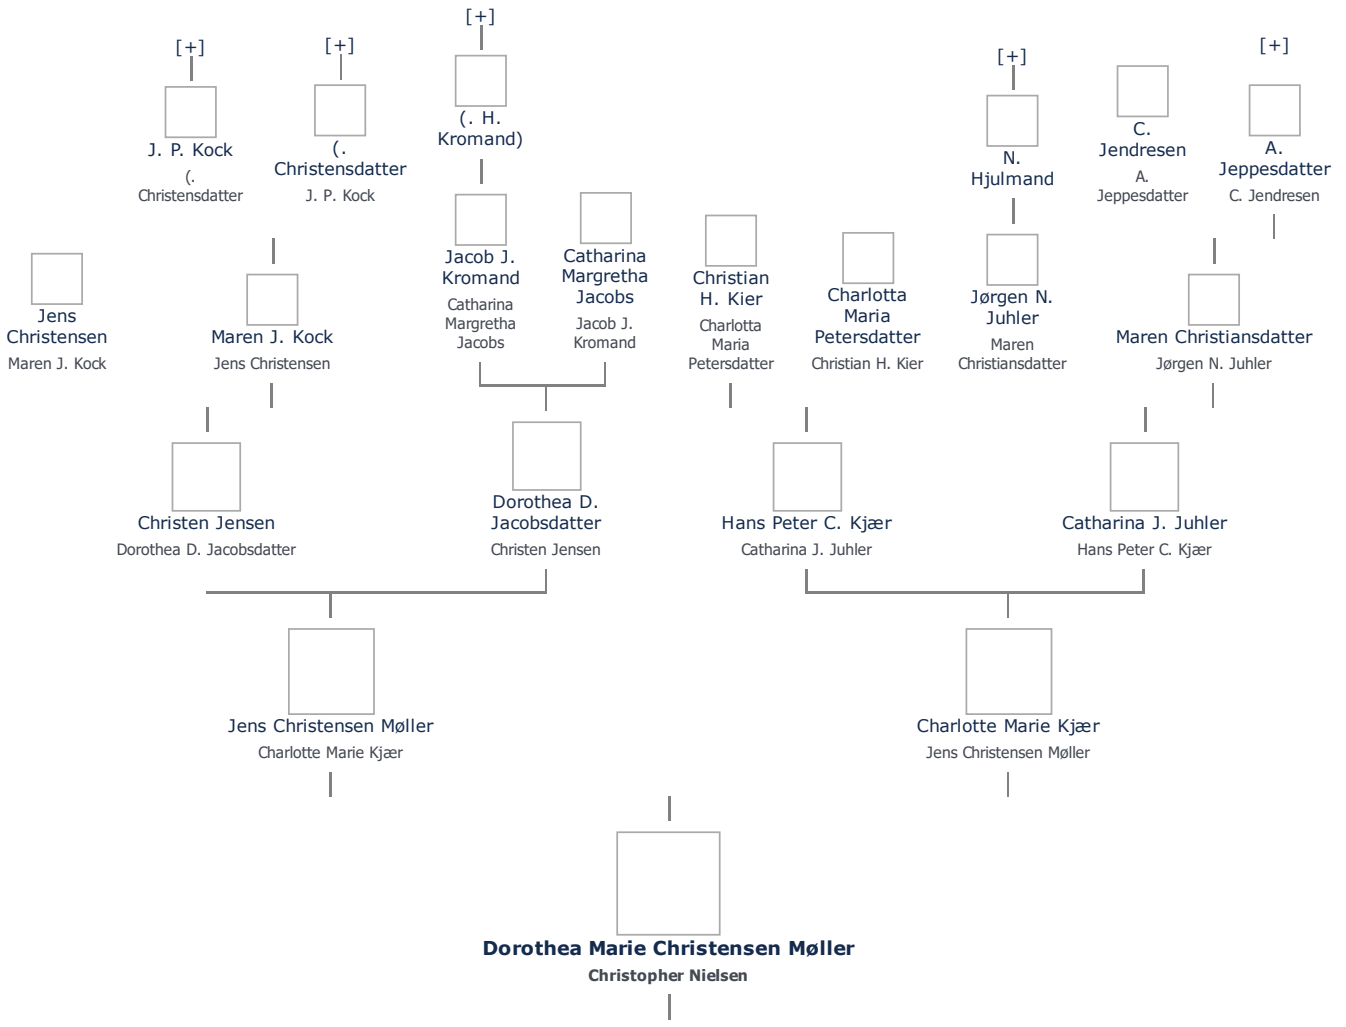 [+]
[+]
[+]
[+]
[+]
(. H.
Kromand)
J. P. Kock
(.
Christensdatter
(.
Christensdatter
J. P. Kock
N.
Hjulmand
C.
Jendresen
A.
Jeppesdatter
A.
Jeppesdatter
C. Jendresen
Jens
Christensen
Maren J. Kock
Maren J. Kock
Jens Christensen
Jacob J.
Kromand
Catharina
Margretha
Jacobs
Catharina
Margretha
Jacobs
Jacob J.
Kromand
Christian
H. Kier
Charlotta
Maria
Petersdatter
Charlotta
Maria
Petersdatter
Christian H. Kier
Jørgen N.
Juhler
Maren
Christiansdatter
Maren Christiansdatter
Jørgen N. Juhler
Christen Jensen
Dorothea D. Jacobsdatter
Dorothea D.
Jacobsdatter
Christen Jensen
Hans Peter C. Kjær
Catharina J. Juhler
Catharina J. Juhler
Hans Peter C. Kjær
Jens Christensen Møller
Charlotte Marie Kjær
Charlotte Marie Kjær
Jens Christensen Møller
Dorothea Marie Christensen Møller
Christopher Nielsen